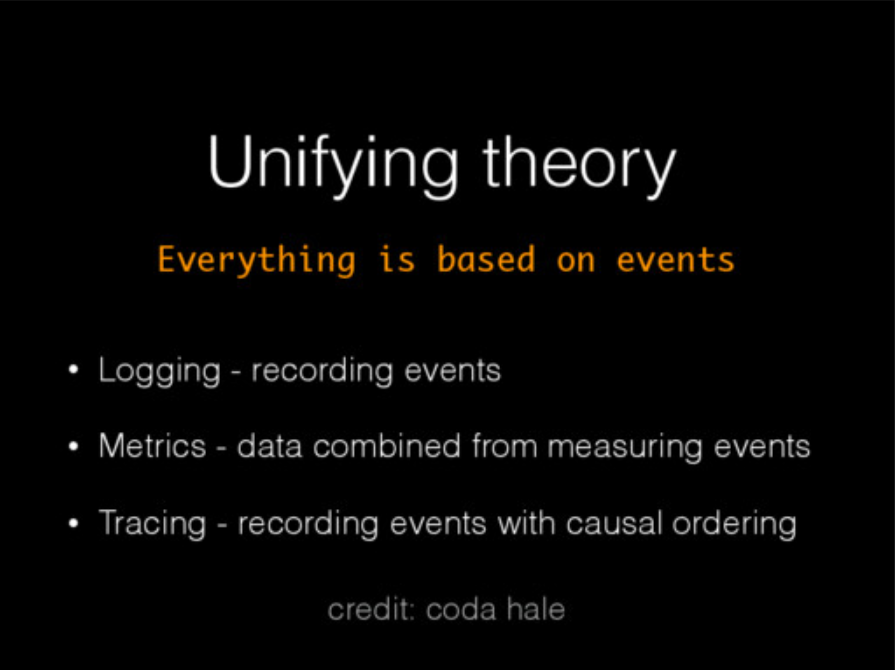 Unifying theory
Everything is based on events
• Logging - recording events
• Metrics - data combined from measuring events
• Tracing - recording events with causal ordering
credit: coda hale